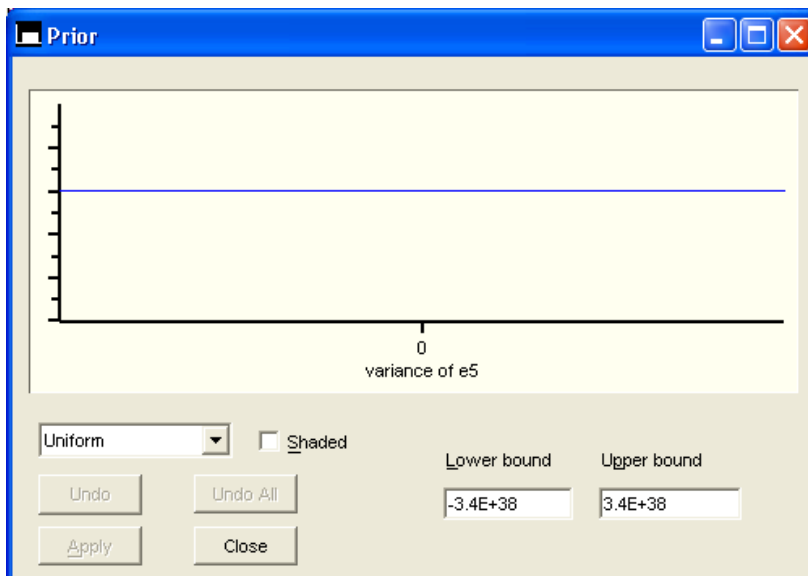 Prior
0
variance of e5
Uniform
Shaded
Lower bound
Upper bound
Undo
Undo All
-3.4E+38
3.4E+38
Apply
Close